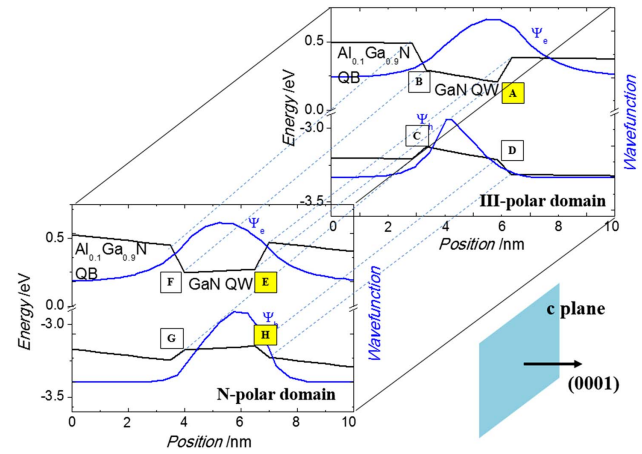 Ψe
Al0.1Ga0.9N
QB
B
GaN QW
A
0.5
0.0
Energy /eV
-3.0
-3.5
Ψh
C
D
III-polar domain
Wavefunction
0 2 4 6 8 10
Position /nm
Ψe
Al0.1Ga0.9N
QB
F
GaN QW
E
0.5
0.0
Energy /eV
-3.0
-3.5
Ψh
G
H
N-polar domain
Wavefunction
0 2 4 6 8 10
Position /nm
c plane
(0001)